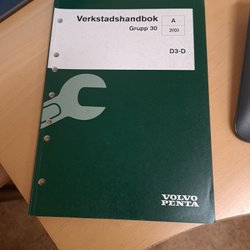 Verkstadshandbok
Grupp 30
A
2003
D3-D
VOLVO
PENTA